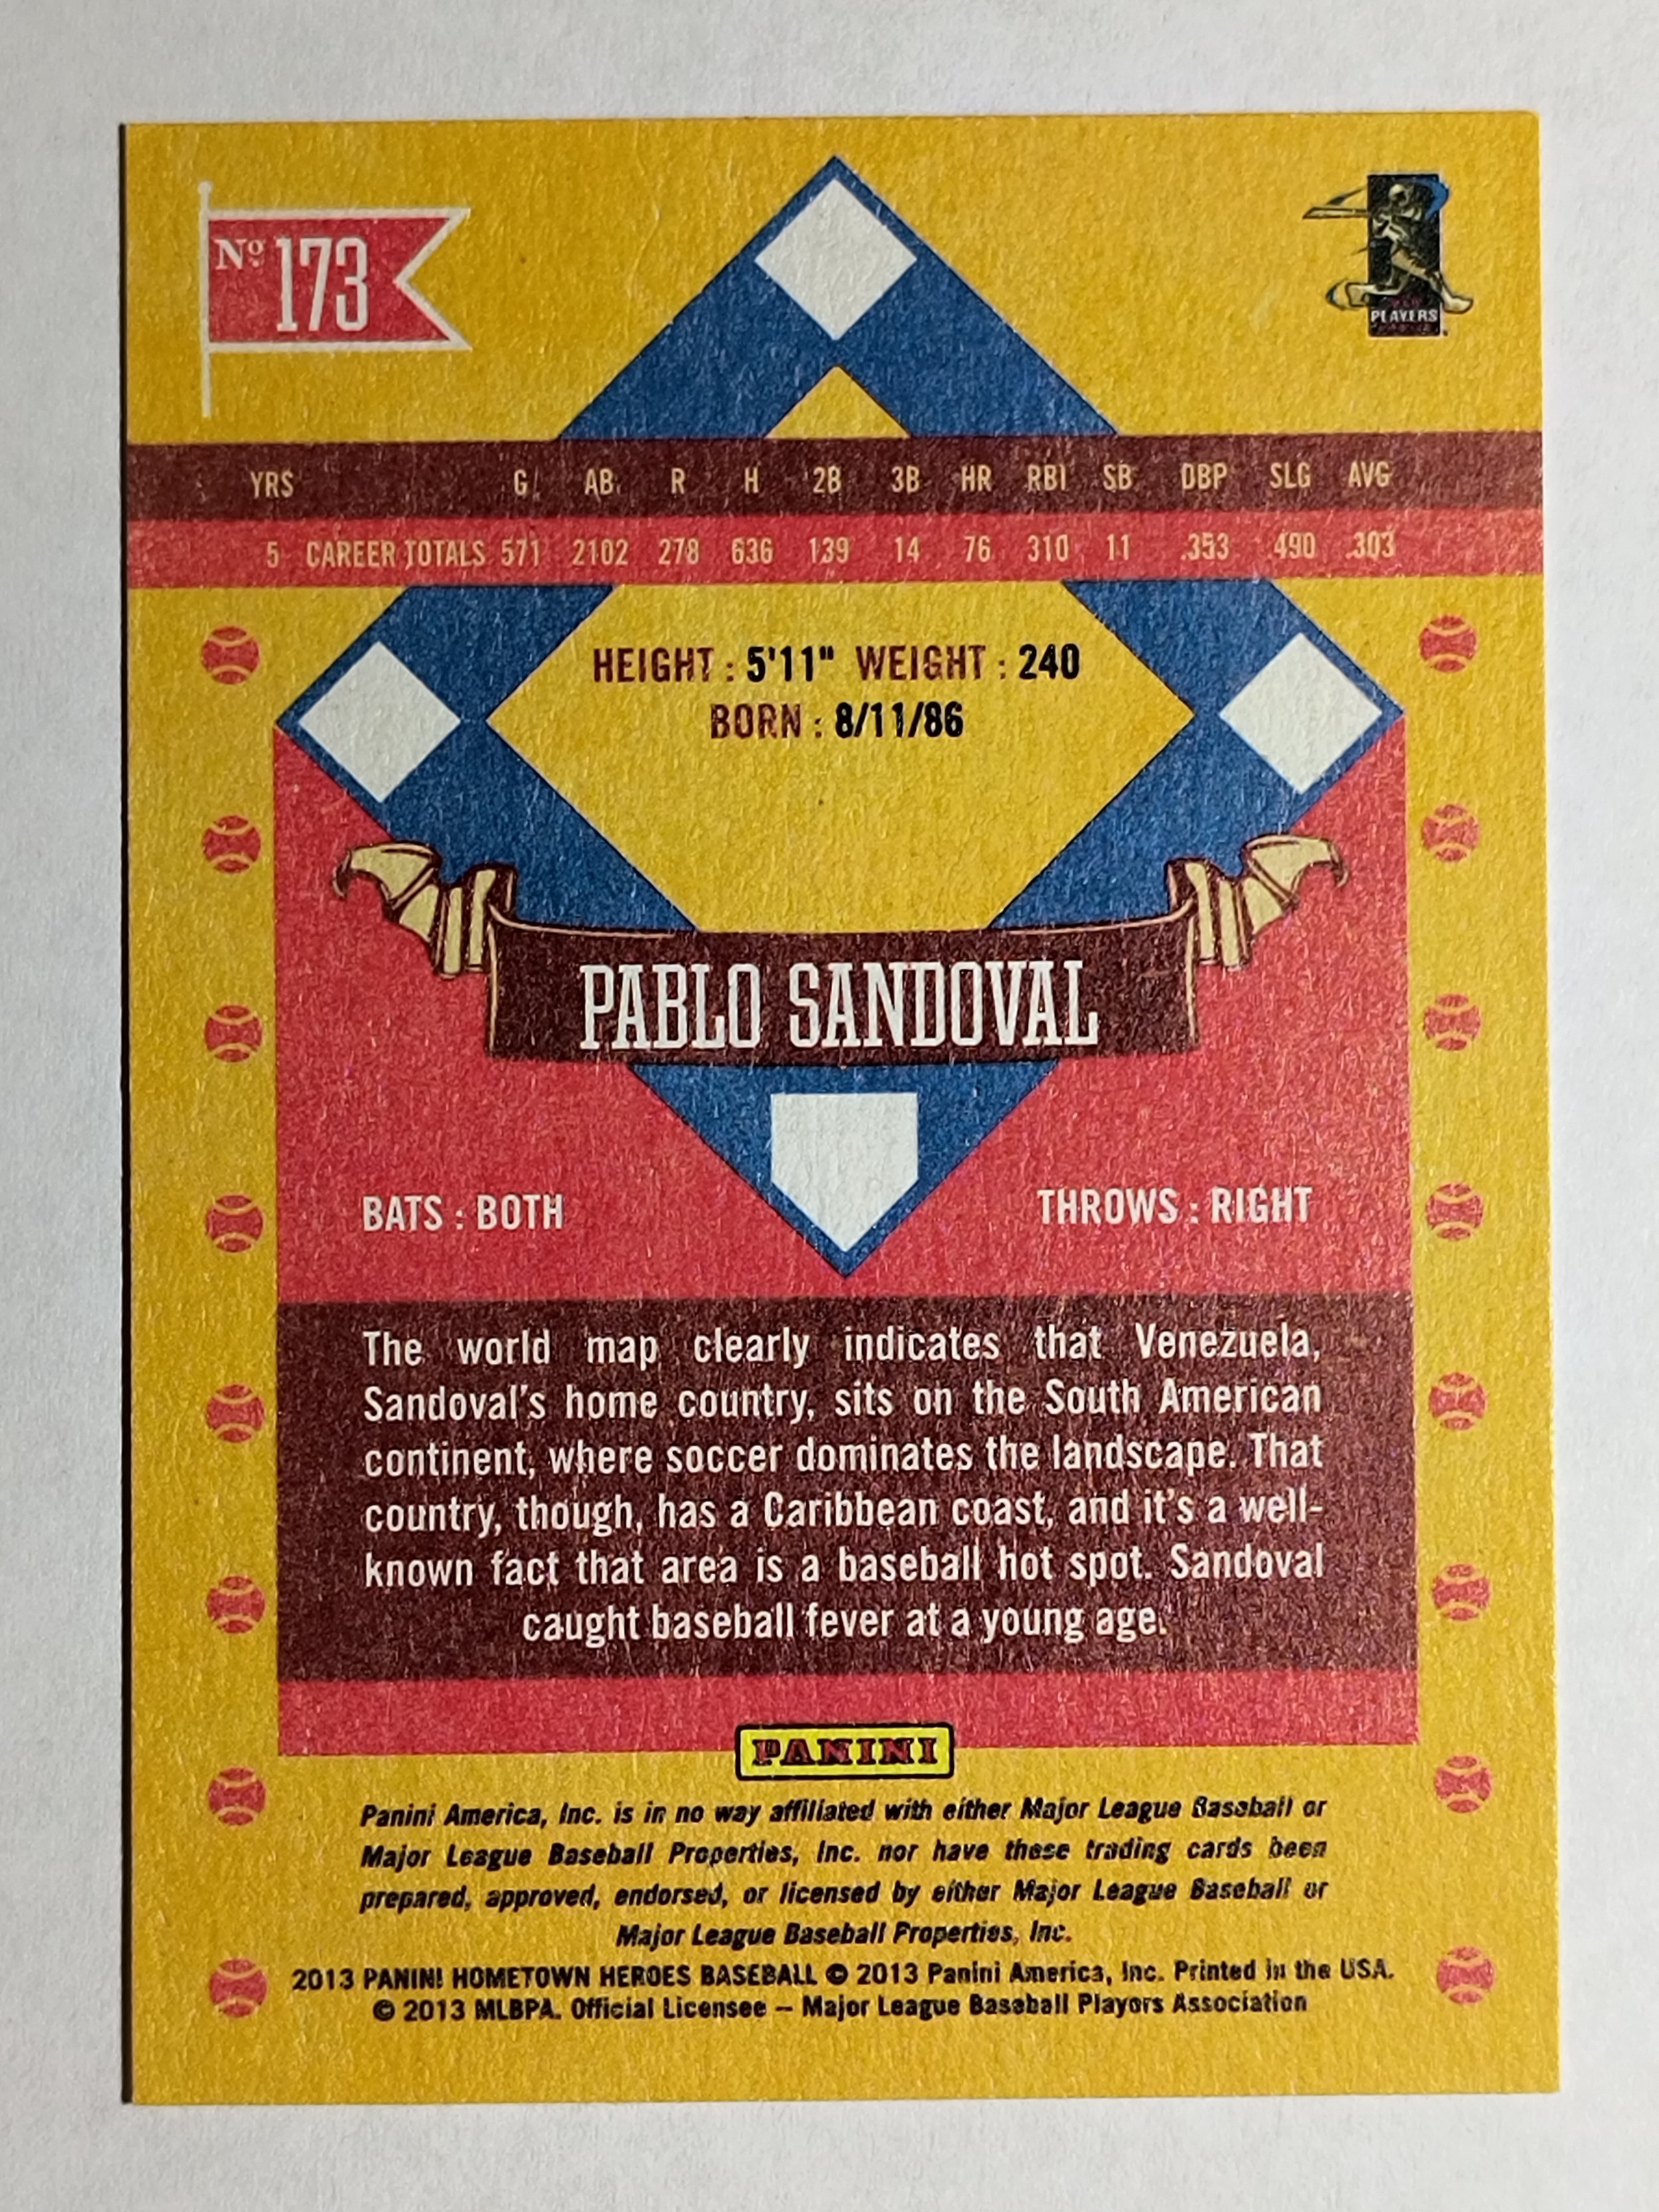 Nº 173
PLAYERS
YRS G AB R H 2B 3B HR RBI SB OBP SLG AVG
5 CAREER TOTALS 571 2102 278 636 139 14 76 310 11 .353 .490 .303
HEIGHT : 5'11" WEIGHT : 240
BORN : 8/11/86
PABLO SANDOVAL
BATS : BOTH THROWS : RIGHT
The world map clearly indicates that Venezuela,
Sandoval's home country, sits on the South American
continent, where soccer dominates the landscape. That
country, though, has a Caribbean coast, and it's a well-
known fact that area is a baseball hot spot. Sandoval
caught baseball fever at a young age.
PANINI
Panini America, Inc. is in no way affiliated with either Major League Baseball or
Major League Baseball Properties, Inc. nor have these trading cards been
prepared, approved, endorsed, or licensed by either Major League Baseball or
Major League Baseball Properties, Inc.
2013 PANINI HOMETOWN HEROES BASEBALL © 2013 Panini America, Inc. Printed in the USA.
© 2013 MLBPA. Official Licensee – Major League Baseball Players Association